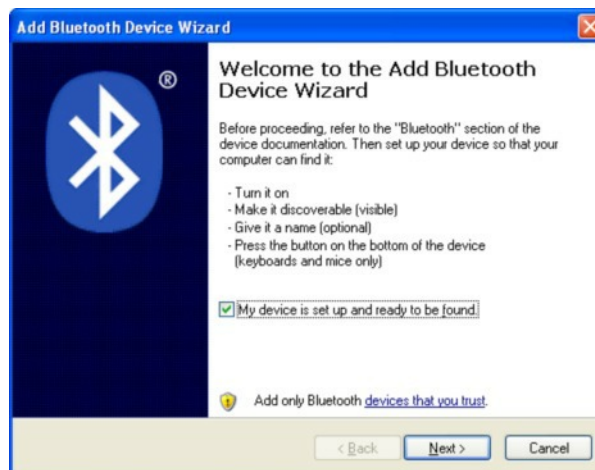 Add Bluetooth Device Wizard
®
Welcome to the Add Bluetooth
Device Wizard
Before proceeding, refer to the "Bluetooth" section of the
device documentation. Then set up your device so that your
computer can find it:
- Turn it on
- Make it discoverable (visible)
- Give it a name (optional)
- Press the button on the bottom of the device
(keyboards and mice only)
My device is set up and ready to be found.
Add only Bluetooth devices that you trust.
< Back Next > Cancel